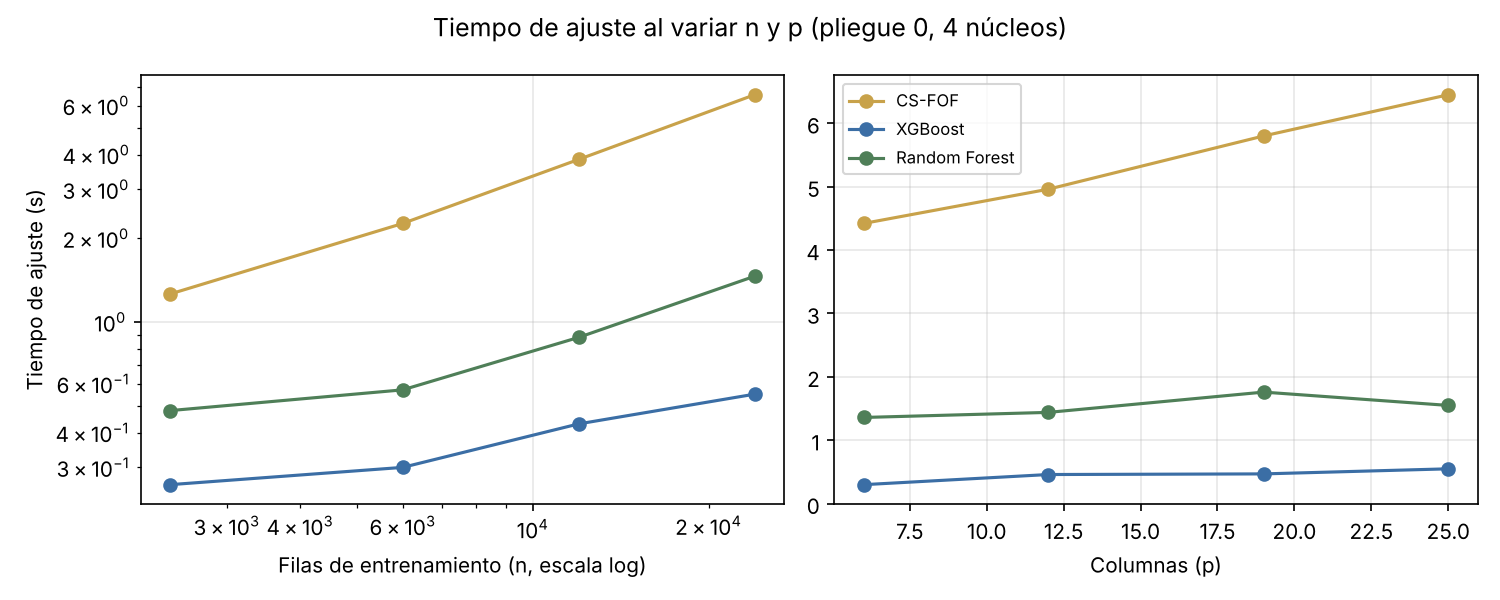 Tiempo de ajuste al variar n y p (pliegue 0, 4 núcleos)
Tiempo de ajuste (s)
6 × 10⁰
4 × 10⁰
3 × 10⁰
2 × 10⁰
10⁰
6 × 10⁻¹
4 × 10⁻¹
3 × 10⁻¹
3 × 10³ 4 × 10³ 6 × 10³ 10⁴ 2 × 10⁴
Filas de entrenamiento (n, escala log)
CS-FOF
XGBoost
Random Forest
6
5
4
3
2
1
0
7.5 10.0 12.5 15.0 17.5 20.0 22.5 25.0
Columnas (p)